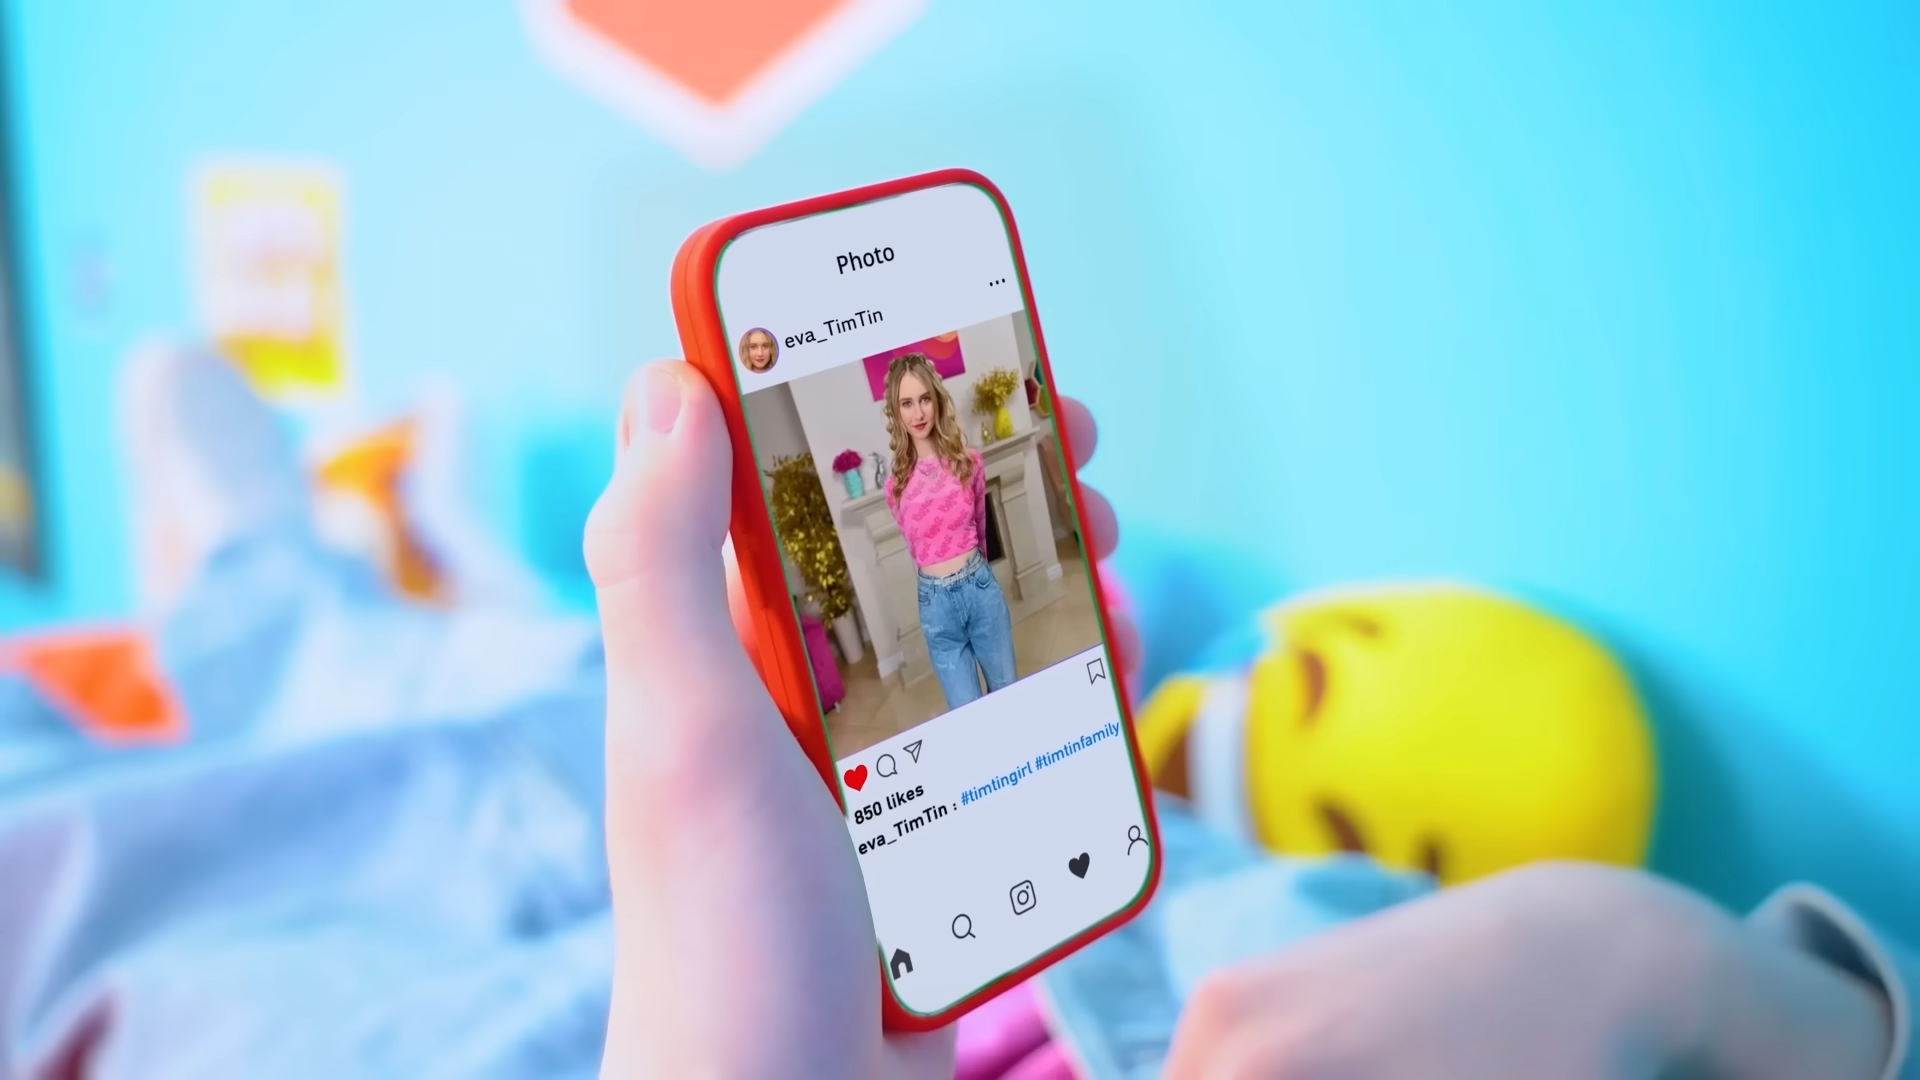 Photo
...
eva_TimTin
850 likes
eva_TimTin : #timtingirl #timtinfamily